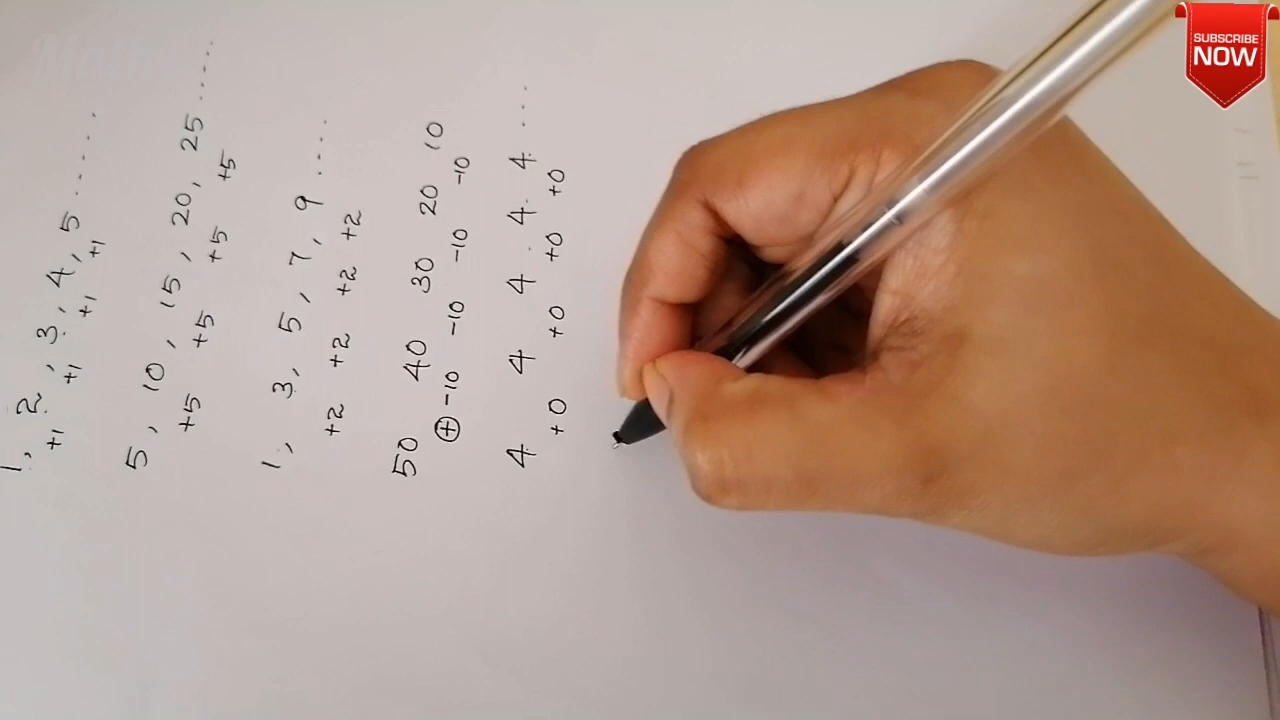 1, 2, 3, 4, 5 .....
+1 +1 +1 +1
5, 10, 15, 20, 25 .....
+5 +5 +5 +5
1, 3, 5, 7, 9 ....
+2 +2 +2 +2
50 40 30 20 10
⊕ -10 -10 -10 -10
4 4 4 . 4 . 4 . ...
+0 +0 +0 +0
SUBSCRIBE
NOW